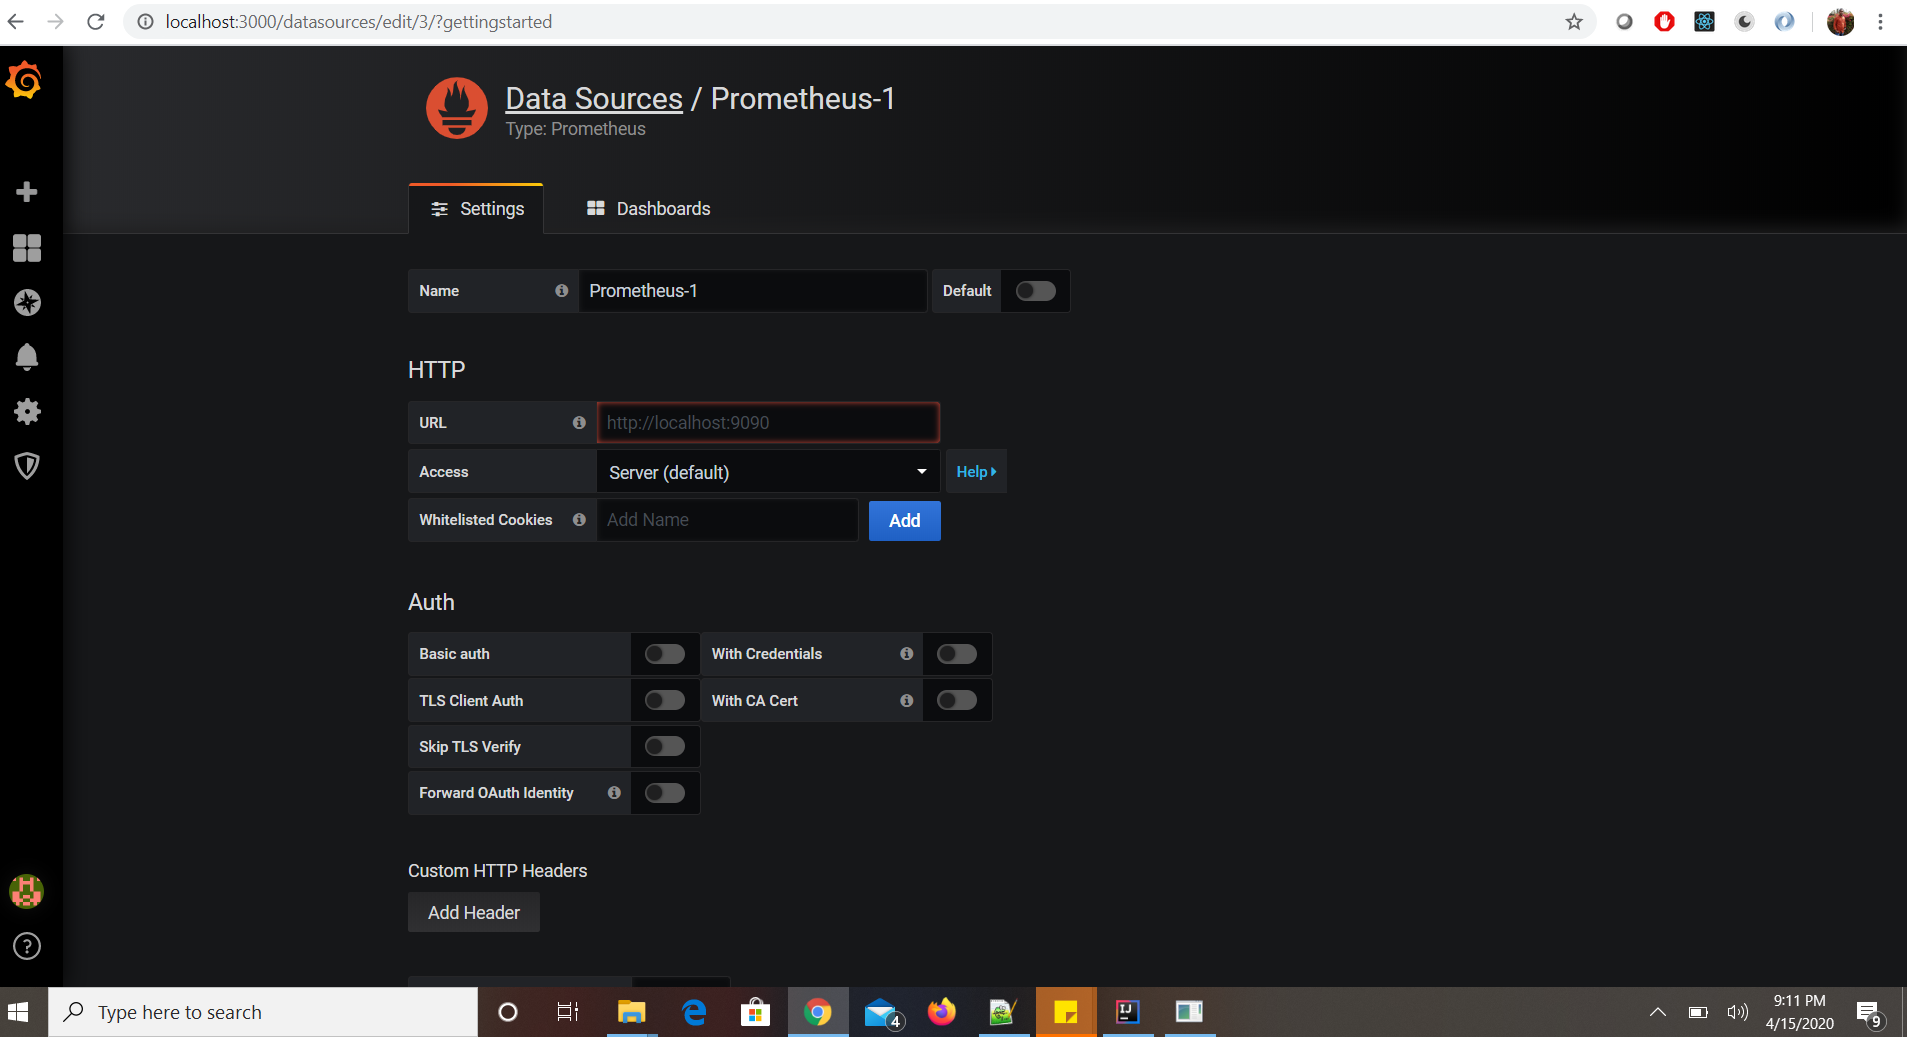 localhost:3000/datasources/edit/3/?gettingstarted
Data Sources / Prometheus-1
Type: Prometheus
Settings
Dashboards
Name
Prometheus-1
Default
HTTP
URL
http://localhost:9090
Access
Server (default)
Help
Whitelisted Cookies
Add Name
Add
Auth
Basic auth
With Credentials
TLS Client Auth
With CA Cert
Skip TLS Verify
Forward OAuth Identity
Custom HTTP Headers
Add Header
Type here to search
4
IJ
9:11 PM
4/15/2020
9